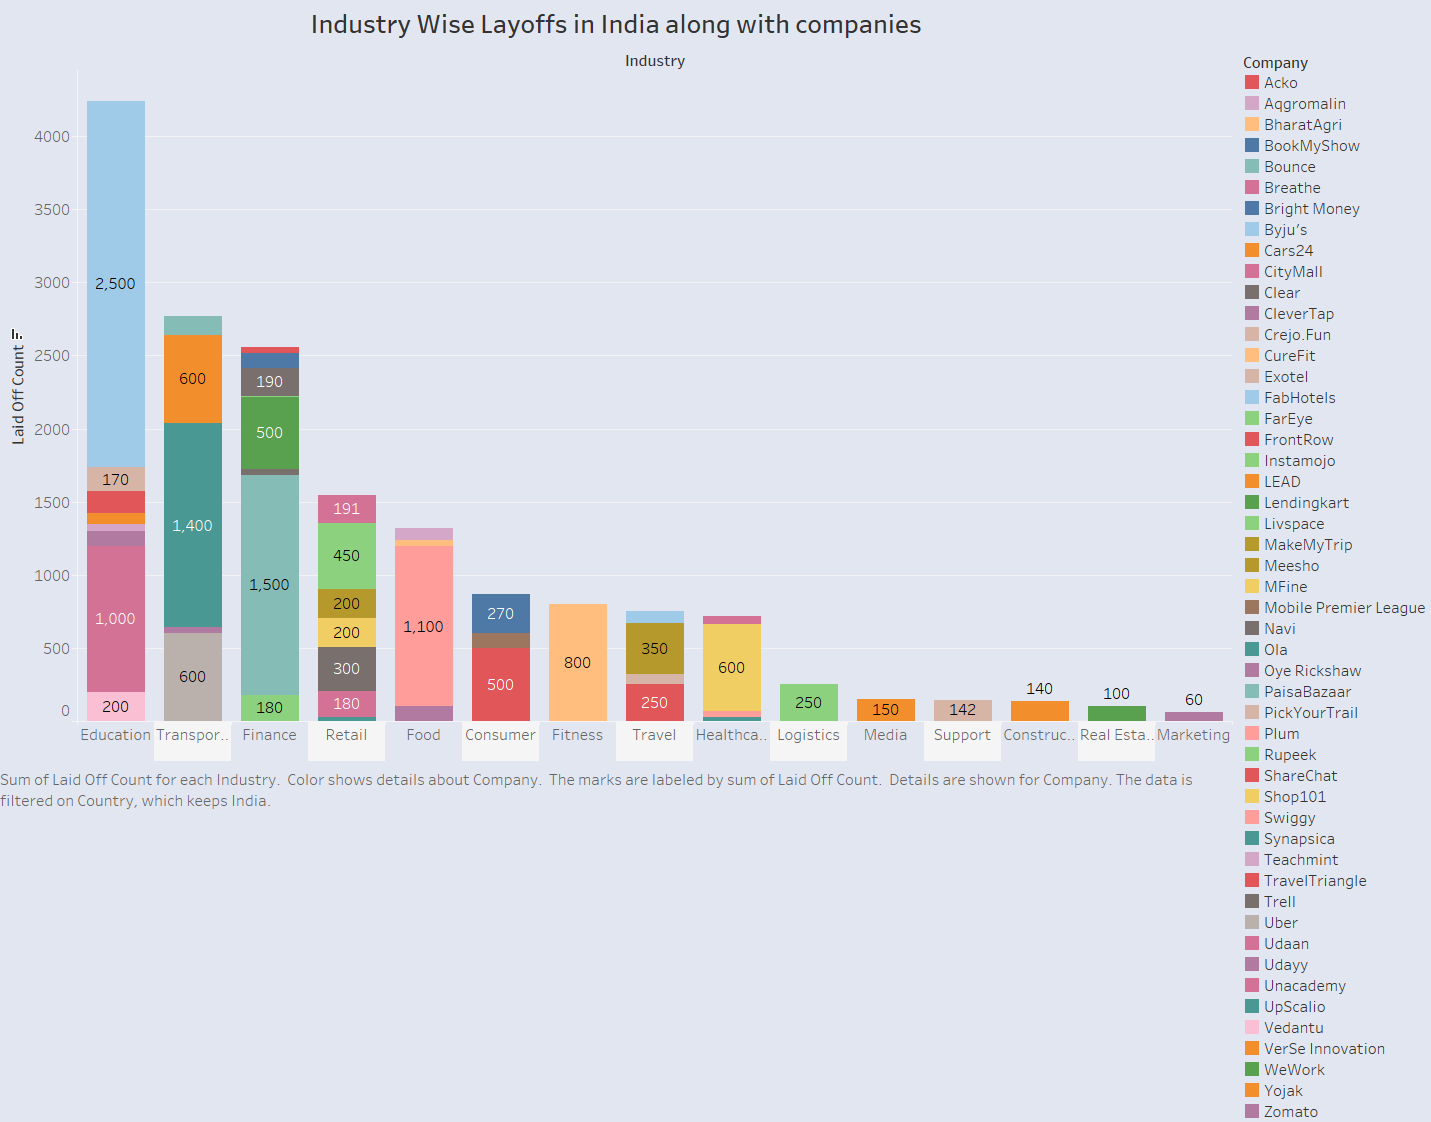 Industry Wise Layoffs in India along with companies
Industry
Laid Off Count
4000
3500
3000
2500
2000
1500
1000
500
0
2,500
170
1,000
200
600
1,400
600
190
500
1,500
180
191
450
200
200
300
180
1,100
270
500
800
350
250
600
250
150
142
140
100
60
Education Transpor.. Finance Retail Food Consumer Fitness Travel Healthca.. Logistics Media Support Construc.. Real Esta.. Marketing
Sum of Laid Off Count for each Industry. Color shows details about Company. The marks are labeled by sum of Laid Off Count. Details are shown for Company. The data is
filtered on Country, which keeps India.
Company
Acko
Aqgromalin
BharatAgri
BookMyShow
Bounce
Breathe
Bright Money
Byju's
Cars24
CityMall
Clear
CleverTap
Crejo.Fun
CureFit
Exotel
FabHotels
FarEye
FrontRow
Instamojo
LEAD
Lendingkart
Livspace
MakeMyTrip
Meesho
MFine
Mobile Premier League
Navi
Ola
Oye Rickshaw
PaisaBazaar
PickYourTrail
Plum
Rupeek
ShareChat
Shop101
Swiggy
Synapsica
Teachmint
TravelTriangle
Trell
Uber
Udaan
Udayy
Unacademy
UpScalio
Vedantu
VerSe Innovation
WeWork
Yojak
Zomato